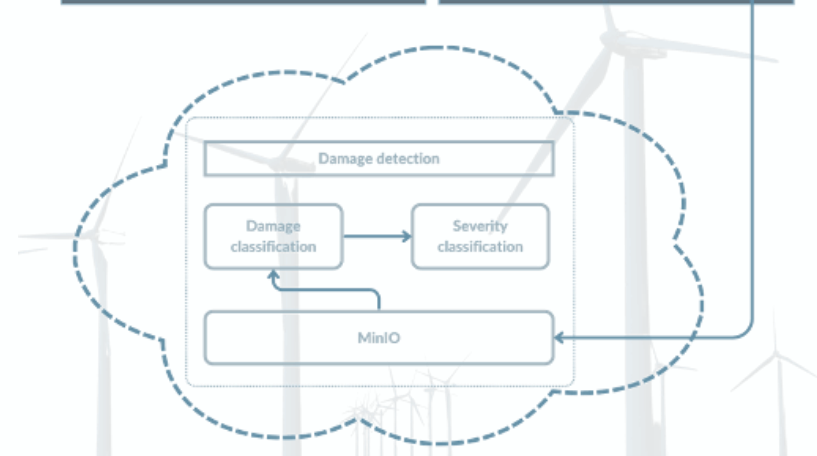 Damage detection
Damage
classification
Severity
classification
MinIO